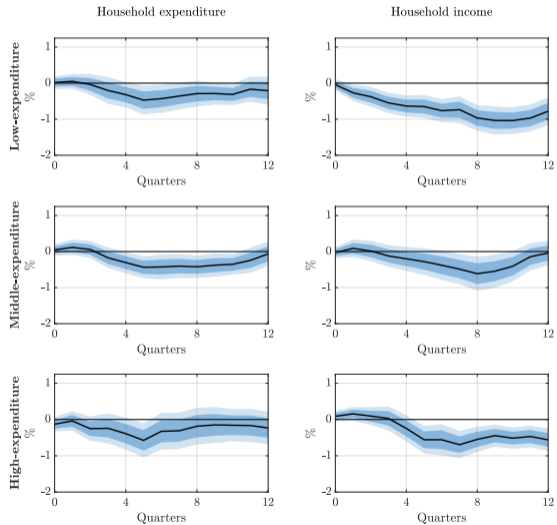 Household expenditure
Household income
Low-expenditure
%
1
0
-1
-2
0 4 8 12
Quarters
%
1
0
-1
-2
0 4 8 12
Quarters
Middle-expenditure
%
1
0
-1
-2
0 4 8 12
Quarters
%
1
0
-1
-2
0 4 8 12
Quarters
High-expenditure
%
1
0
-1
-2
0 4 8 12
Quarters
%
1
0
-1
-2
0 4 8 12
Quarters